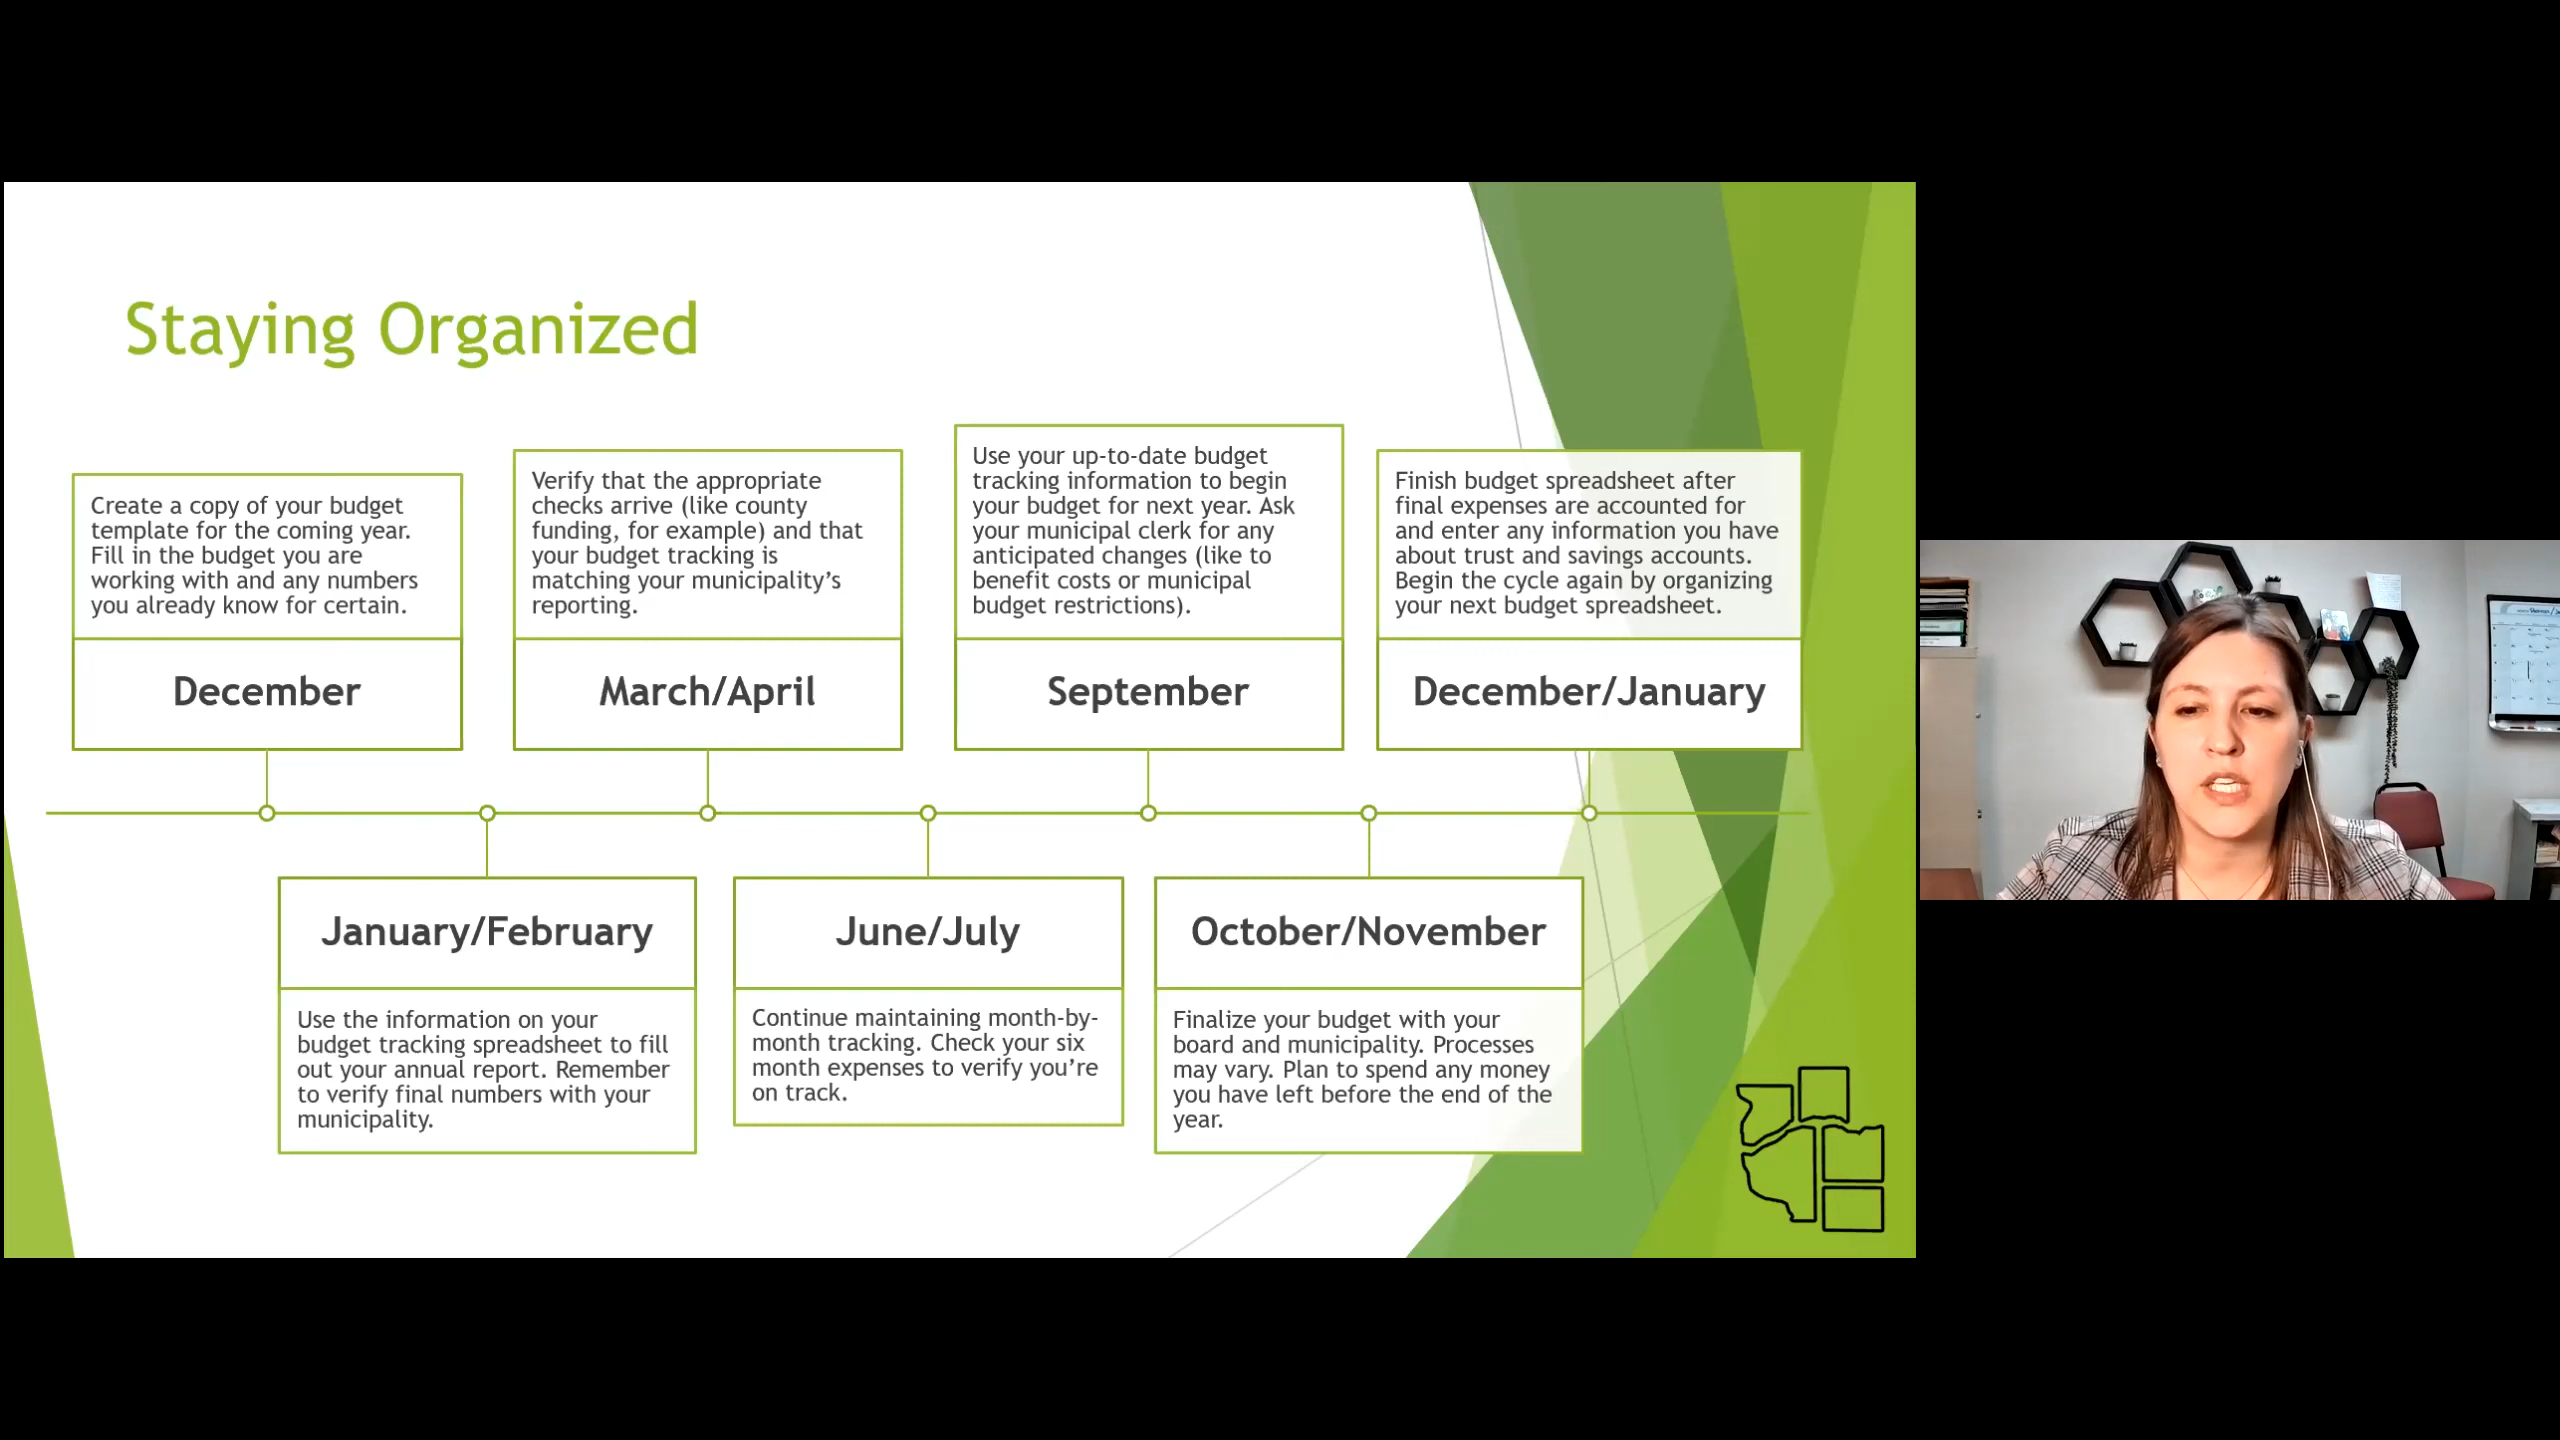 Staying Organized
Create a copy of your budget
template for the coming year.
Fill in the budget you are
working with and any numbers
you already know for certain.
December
Use the information on your
budget tracking spreadsheet to fill
out your annual report. Remember
to verify final numbers with your
municipality.
January/February
Verify that the appropriate
checks arrive (like county
funding, for example) and that
your budget tracking is
matching your municipality’s
reporting.
March/April
June/July
Continue maintaining month-by-
month tracking. Check your six
month expenses to verify you’re
on track.
Use your up-to-date budget
tracking information to begin
your budget for next year. Ask
your municipal clerk for any
anticipated changes (like to
benefit costs or municipal
budget restrictions).
September
October/November
Finalize your budget with your
board and municipality. Processes
may vary. Plan to spend any money
you have left before the end of the
year.
Finish budget spreadsheet after
final expenses are accounted for
and enter any information you have
about trust and savings accounts.
Begin the cycle again by organizing
your next budget spreadsheet.
December/January